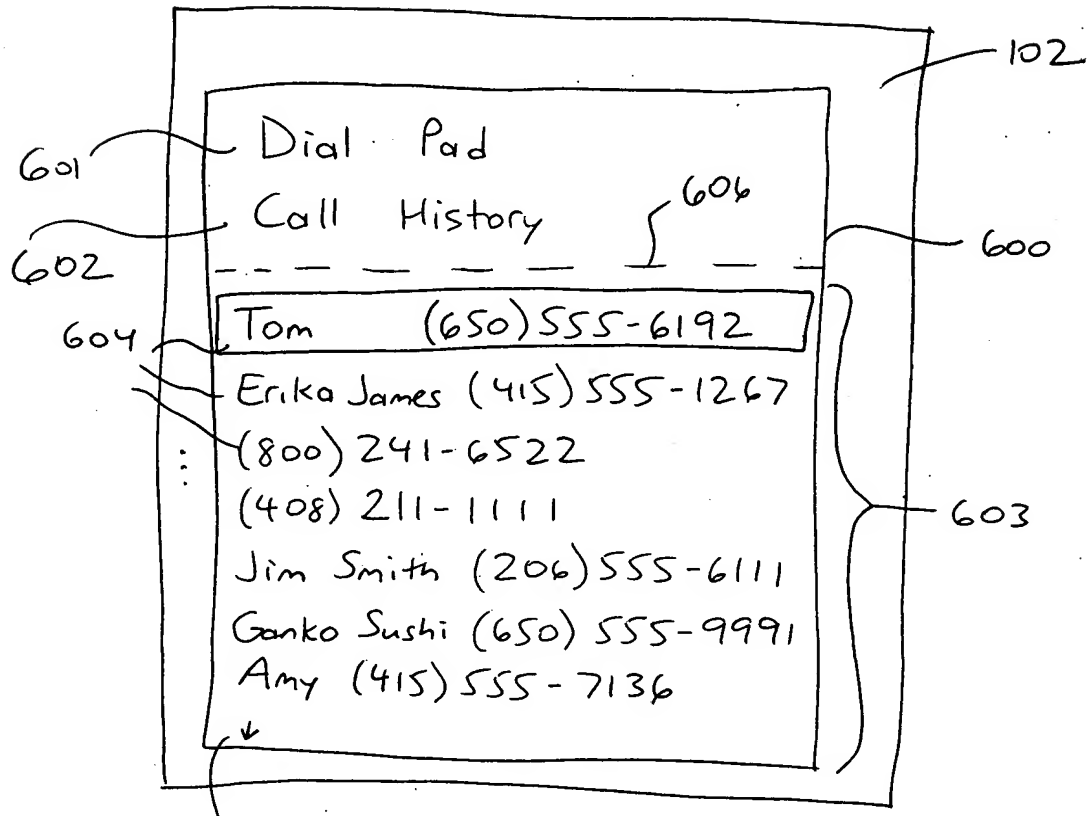 102
601
Dial Pad
606
602
Call History
600
604
Tom (650) 555-6192
Erika James (415) 555-1267
(800) 241-6522
(408) 211-1111
603
Jim Smith (206) 555-6111
Ganko Sushi (650) 555-9991
Amy (415) 555-7136